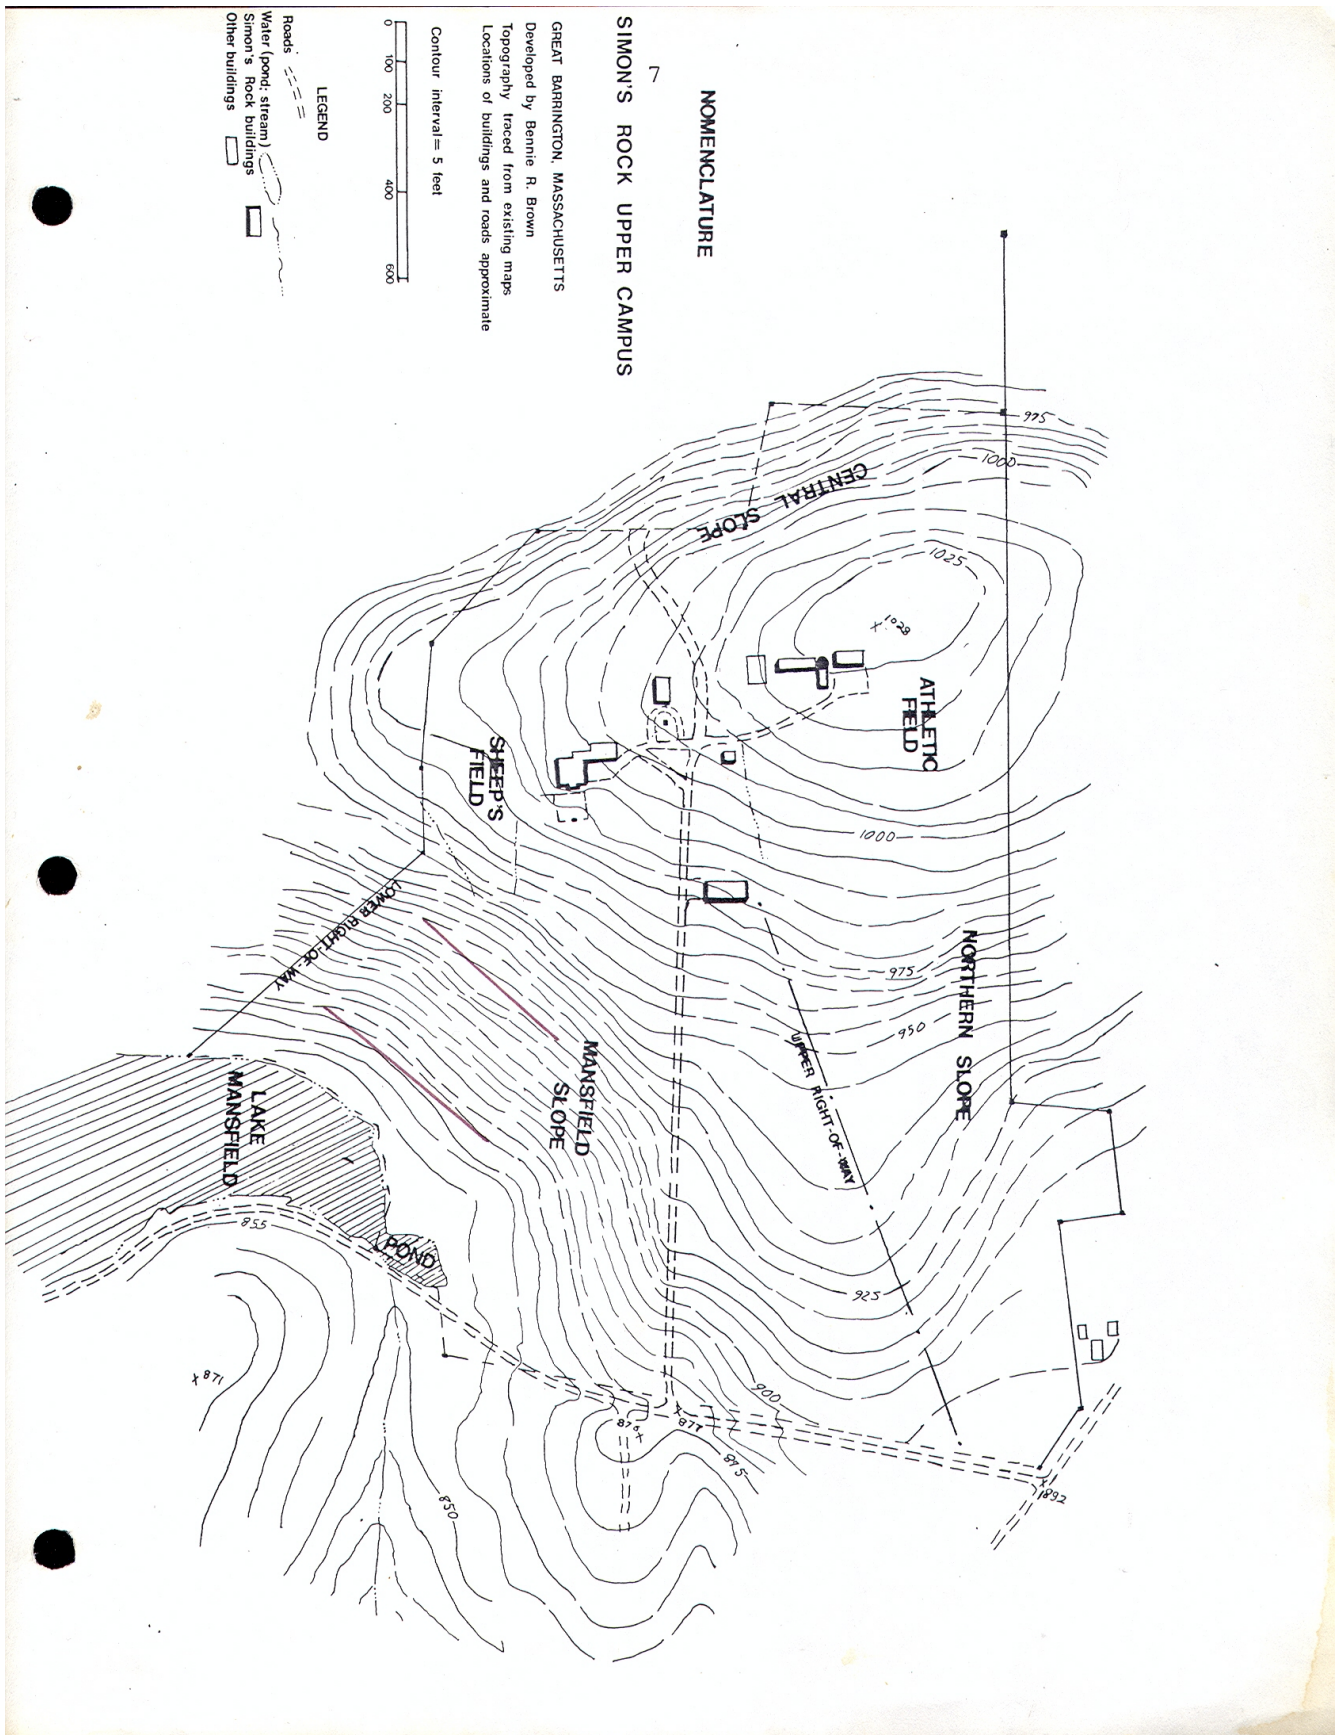 NOMENCLATURE
7
SIMON'S ROCK UPPER CAMPUS
GREAT BARRINGTON, MASSACHUSETTS
Developed by Bennie R. Brown
Topography traced from existing maps
Locations of buildings and roads approximate
Contour interval = 5 feet
0 100 200 400 600
LEGEND
Roads
Water (pond; stream)
Simon's Rock buildings
Other buildings
975
1000
CENTRAL SLOPE
1025
1028
ATHLETIC
FIELD
SHEEP'S
FIELD
1000
LOWER RIGHT-OF-WAY
975
NORTHERN SLOPE
950
UPPER RIGHT-OF-WAY
MANSFIELD
SLOPE
LAKE
MANSFIELD
855
POND
925
871
900
876
877
875
850
892